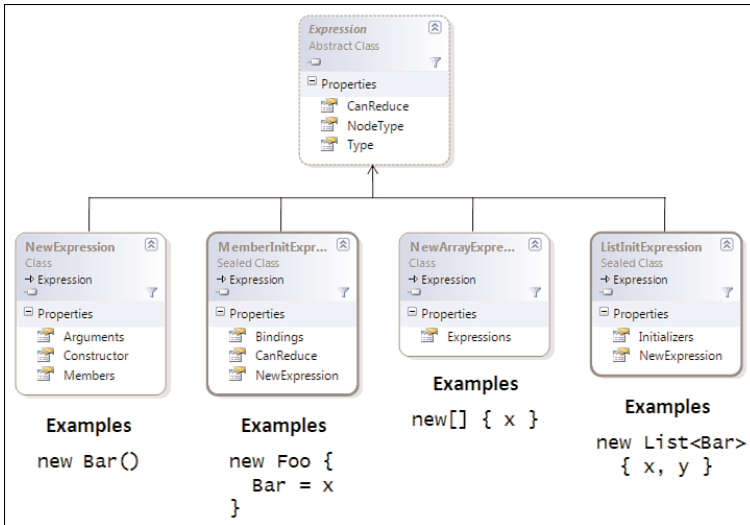 Expression
Abstract Class
Properties
CanReduce
NodeType
Type
NewExpression
Class
Expression
Properties
Arguments
Constructor
Members
Examples
new Bar()
MemberInitExpr...
Sealed Class
Expression
Properties
Bindings
CanReduce
NewExpression
Examples
new Foo {
Bar = x
}
NewArrayExpre...
Class
Expression
Properties
Expressions
Examples
new[] { x }
ListInitExpression
Sealed Class
Expression
Properties
Initializers
NewExpression
Examples
new List<Bar>
{ x, y }